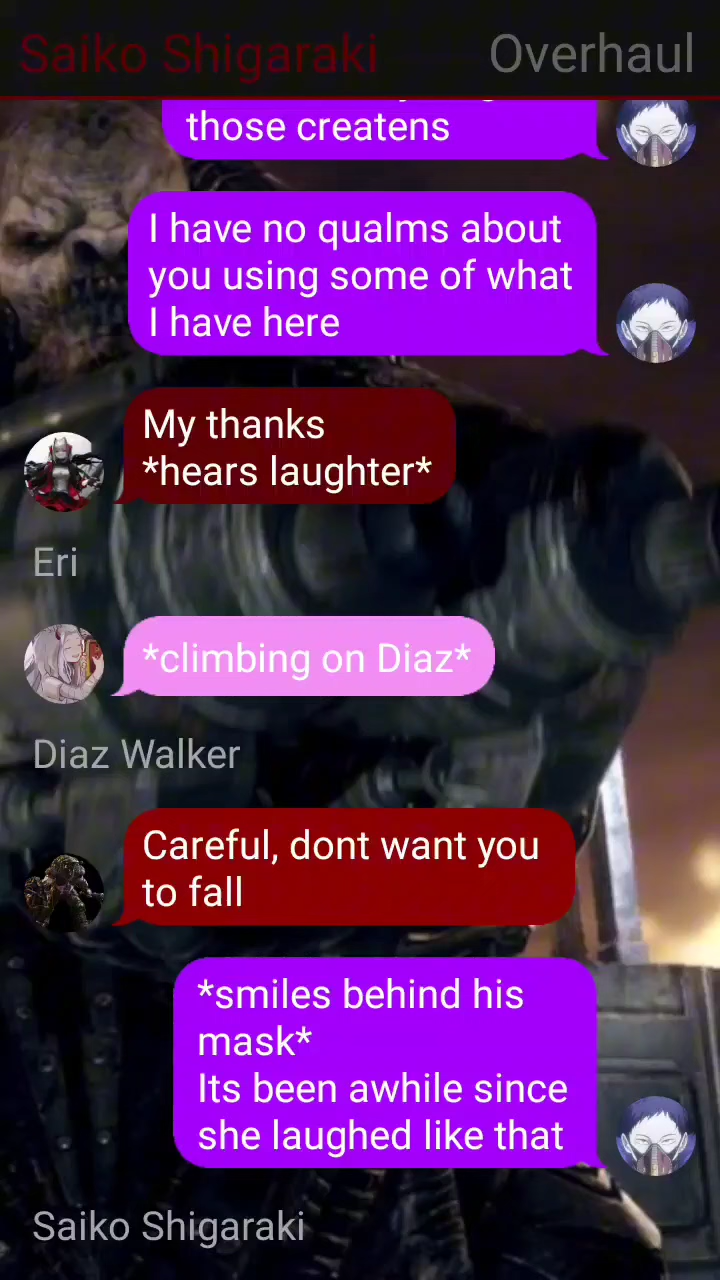 Saiko Shigaraki Overhaul
those createns
I have no qualms about
you using some of what
I have here
My thanks
*hears laughter*
Eri
*climbing on Diaz*
Diaz Walker
Careful, dont want you
to fall
*smiles behind his
mask*
Its been awhile since
she laughed like that
Saiko Shigaraki